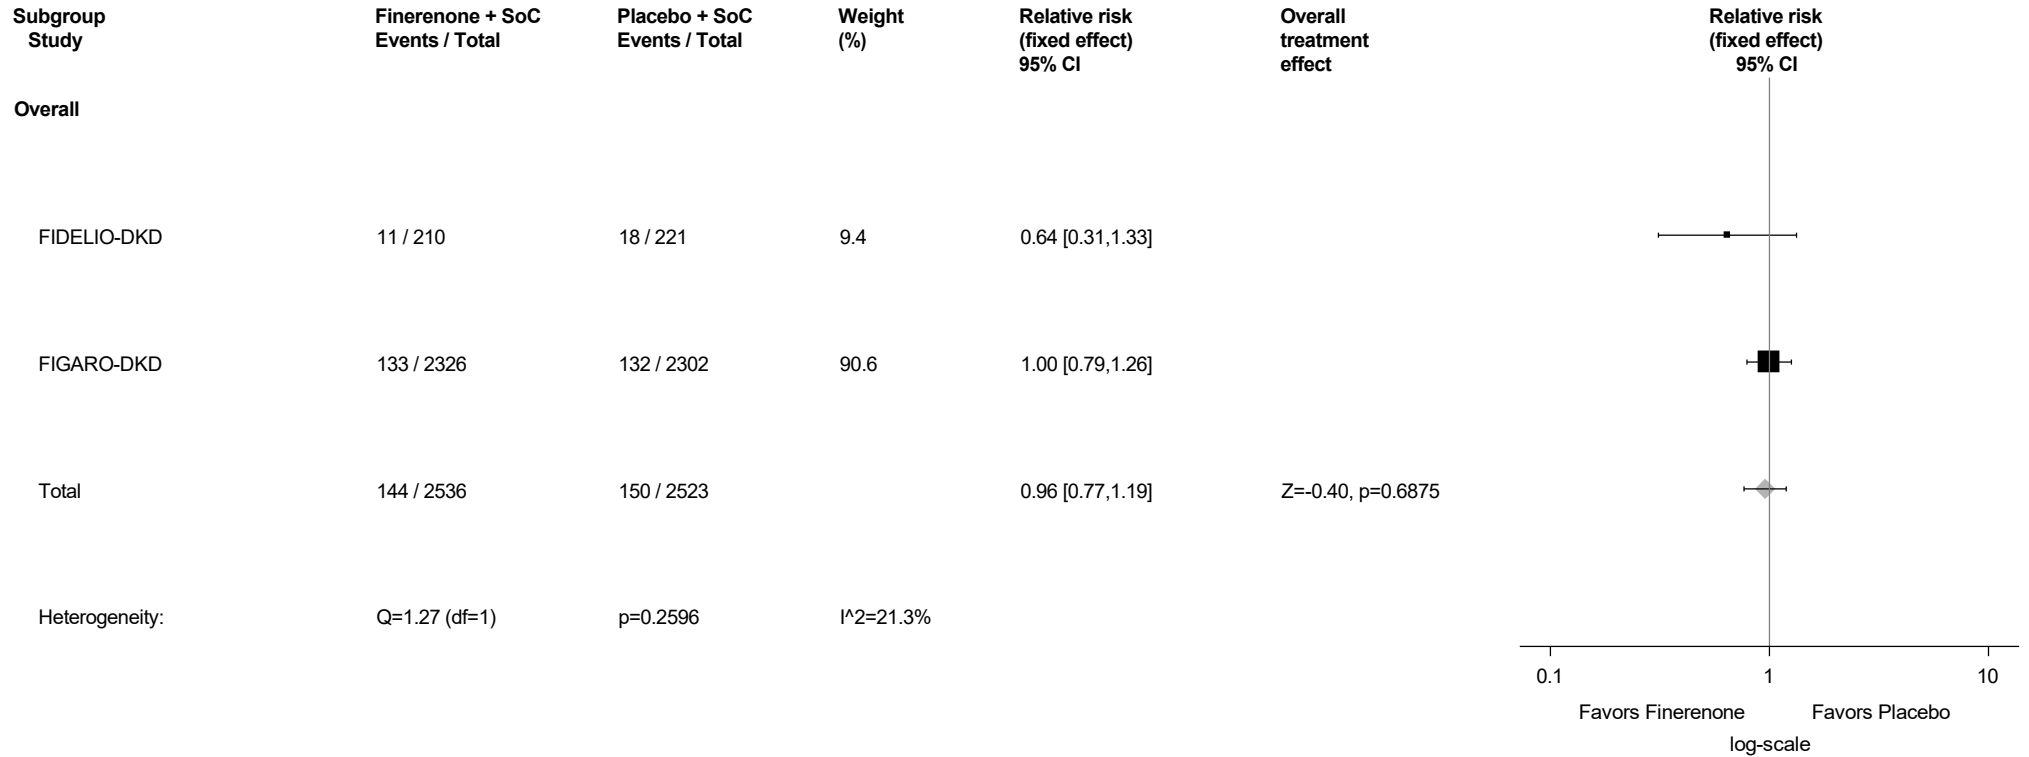 Subgroup Finerenone + SoC Placebo + SoC Weight Relative risk Overall Relative risk
Study Events / Total Events / Total (%) (fixed effect) treatment (fixed effect)
95% CI effect 95% CI
Overall
FIDELIO-DKD 11 / 210 18 / 221 9.4 0.64 [0.31,1.33]
FIGARO-DKD 133 / 2326 132 / 2302 90.6 1.00 [0.79,1.26]
Total 144 / 2536 150 / 2523 0.96 [0.77,1.19] Z=-0.40, p=0.6875
Heterogeneity: Q=1.27 (df=1) p=0.2596 I^2=21.3%
0.1 1 10
Favors Finerenone Favors Placebo
log-scale